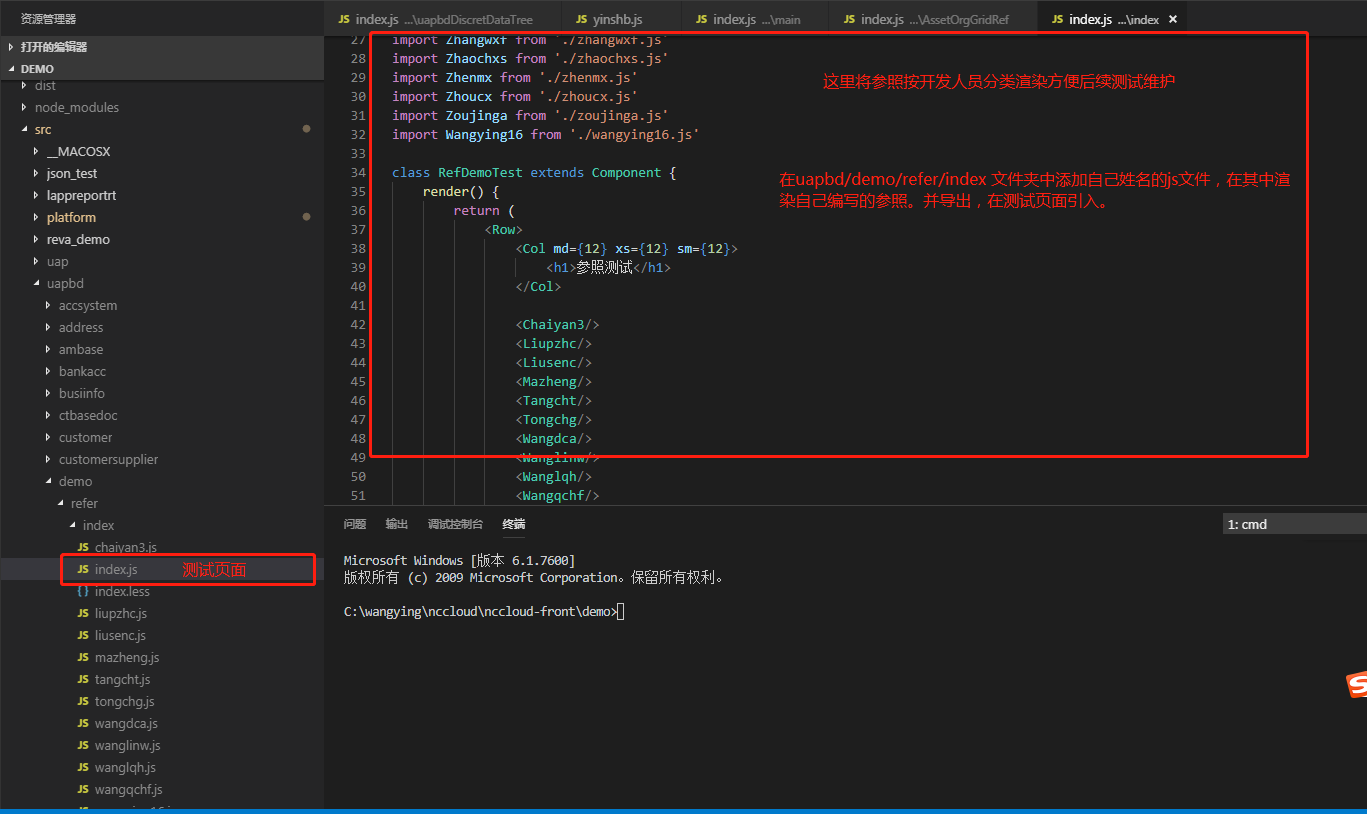 资源管理器
JS index.js ...\uapbdDiscretDataTree
JS yinshb.js
JS index.js ...\main
JS index.js ...\AssetOrgGridRef
JS index.js ...\index ×
打开的编辑器
DEMO
dist
node_modules
src
__MACOSX
json_test
lappreportrt
platform
reva_demo
uap
uapbd
accsystem
address
ambase
bankacc
busiinfo
ctbasedoc
customer
customersupplier
demo
refer
index
JS chaiyan3.js
JS index.js 测试页面
{} index.less
JS liupzhc.js
JS liusenc.js
JS mazheng.js
JS tangcht.js
JS tongchg.js
JS wangdca.js
JS wanglinw.js
JS wanglqh.js
JS wangqchf.js
27 import Zhangwxf from './zhangwxf.js'
28 import Zhaochxs from './zhaochxs.js'
29 import Zhenmx from './zhenmx.js'
30 import Zhoucx from './zhoucx.js'
31 import Zoujinga from './zoujinga.js'
32 import Wangying16 from './wangying16.js'
33
34 class RefDemoTest extends Component {
35 render() {
36 return (
37 <Row>
38 <Col md={12} xs={12} sm={12}>
39 <h1>参照测试</h1>
40 </Col>
41
42 <Chaiyan3/>
43 <Liupzhc/>
44 <Liusenc/>
45 <Mazheng/>
46 <Tangcht/>
47 <Tongchg/>
48 <Wangdca/>
49 <Wanglinw/>
50 <Wanglqh/>
51 <Wangqchf/>
这里将参照按开发人员分类渲染方便后续测试维护
在uapbd/demo/refer/index 文件夹中添加自己姓名的js文件，在其中渲
染自己编写的参照。并导出，在测试页面引入。
问题 输出 调试控制台 终端
1: cmd
Microsoft Windows [版本 6.1.7600]
版权所有 (c) 2009 Microsoft Corporation。保留所有权利。
C:\wangying\nccloud\nccloud-front\demo>